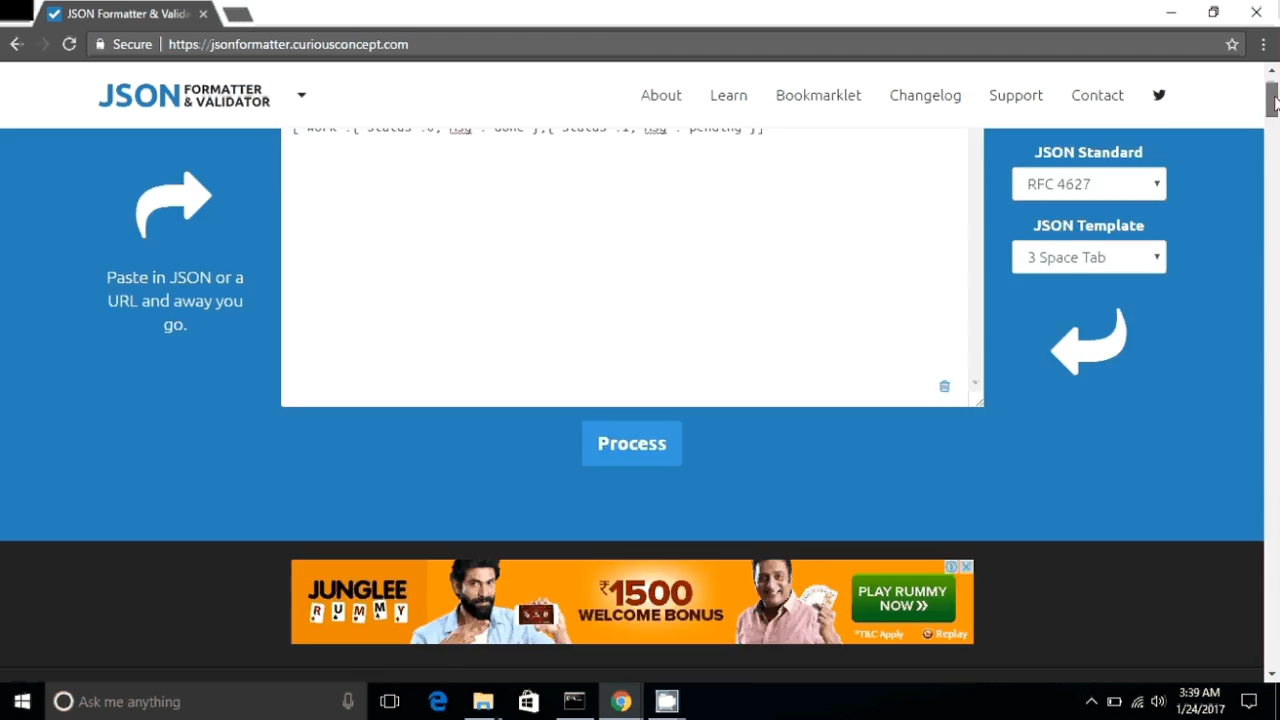 JSON Formatter & Valida
Secure
https://jsonformatter.curiousconcept.com
JSON FORMATTER & VALIDATOR
About
Learn
Bookmarklet
Changelog
Support
Contact
JSON Standard
RFC 4627
JSON Template
3 Space Tab
Paste in JSON or a
URL and away you
go.
Process
JUNGLEE
RUMMY
₹1500
WELCOME BONUS
PLAY RUMMY
NOW
*T&C Apply
Replay
Ask me anything
3:39 AM
1/24/2017